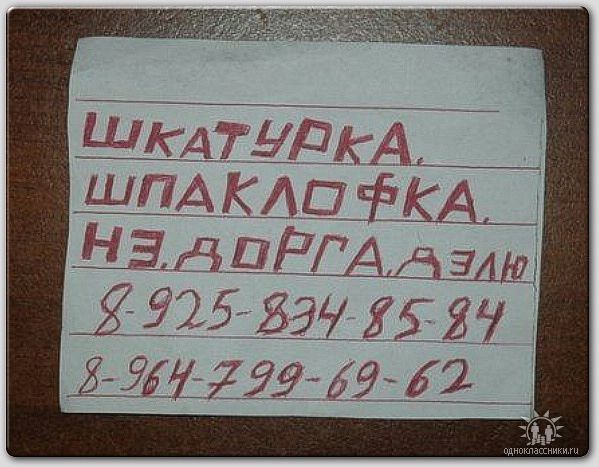 ШКАТУРКА.
ШПАКЛОФКА.
НЭ. ДОРГА. ДЭЛЮ
8-925-834-85-84
8-964-799-69-62
одноклассники.ru